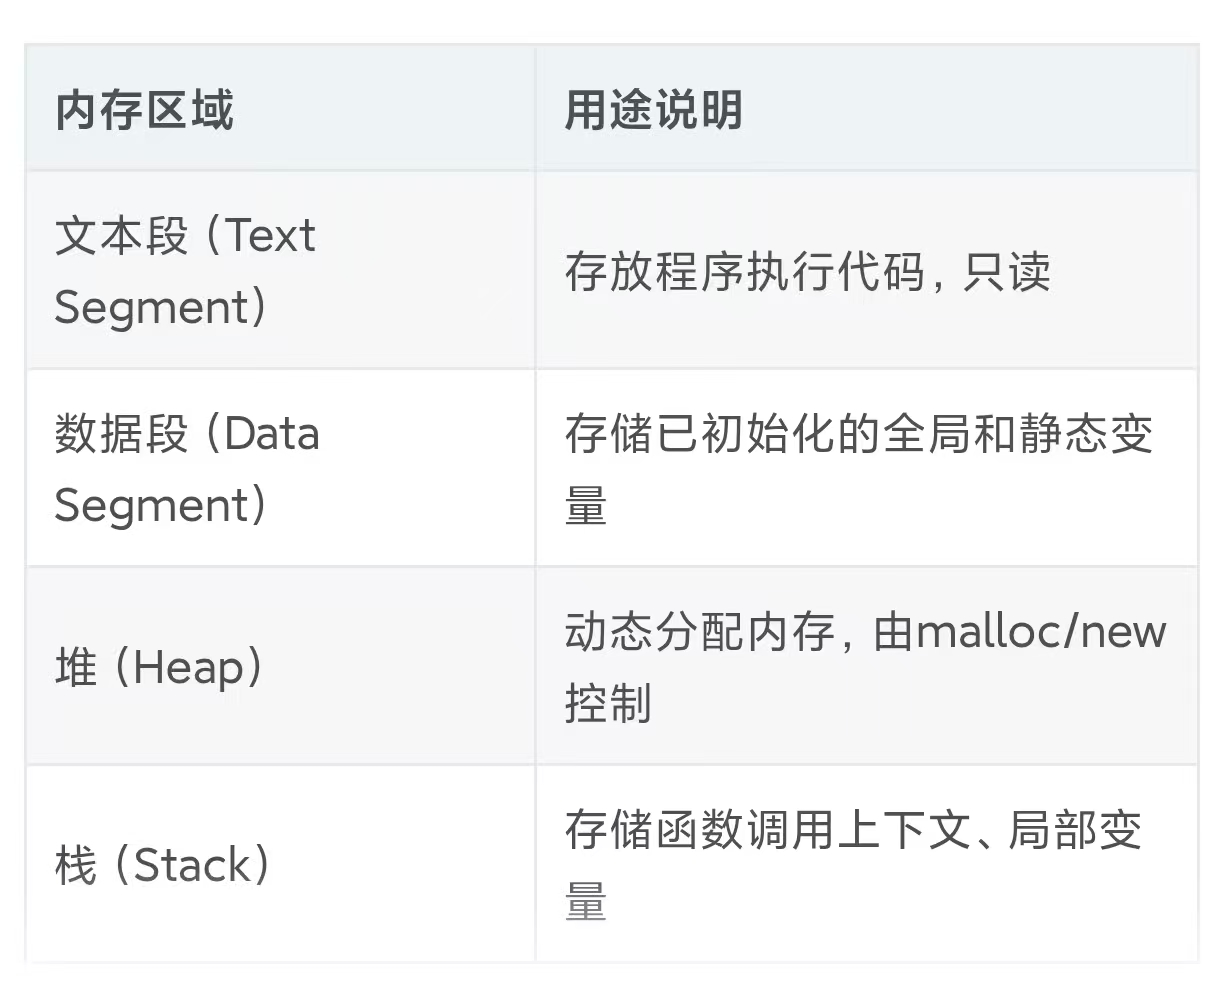 内存区域
用途说明
文本段（Text
Segment）
存放程序执行代码，只读
数据段（Data
Segment）
存储已初始化的全局和静态变
量
堆（Heap）
动态分配内存，由malloc/new
控制
栈（Stack）
存储函数调用上下文、局部变
量